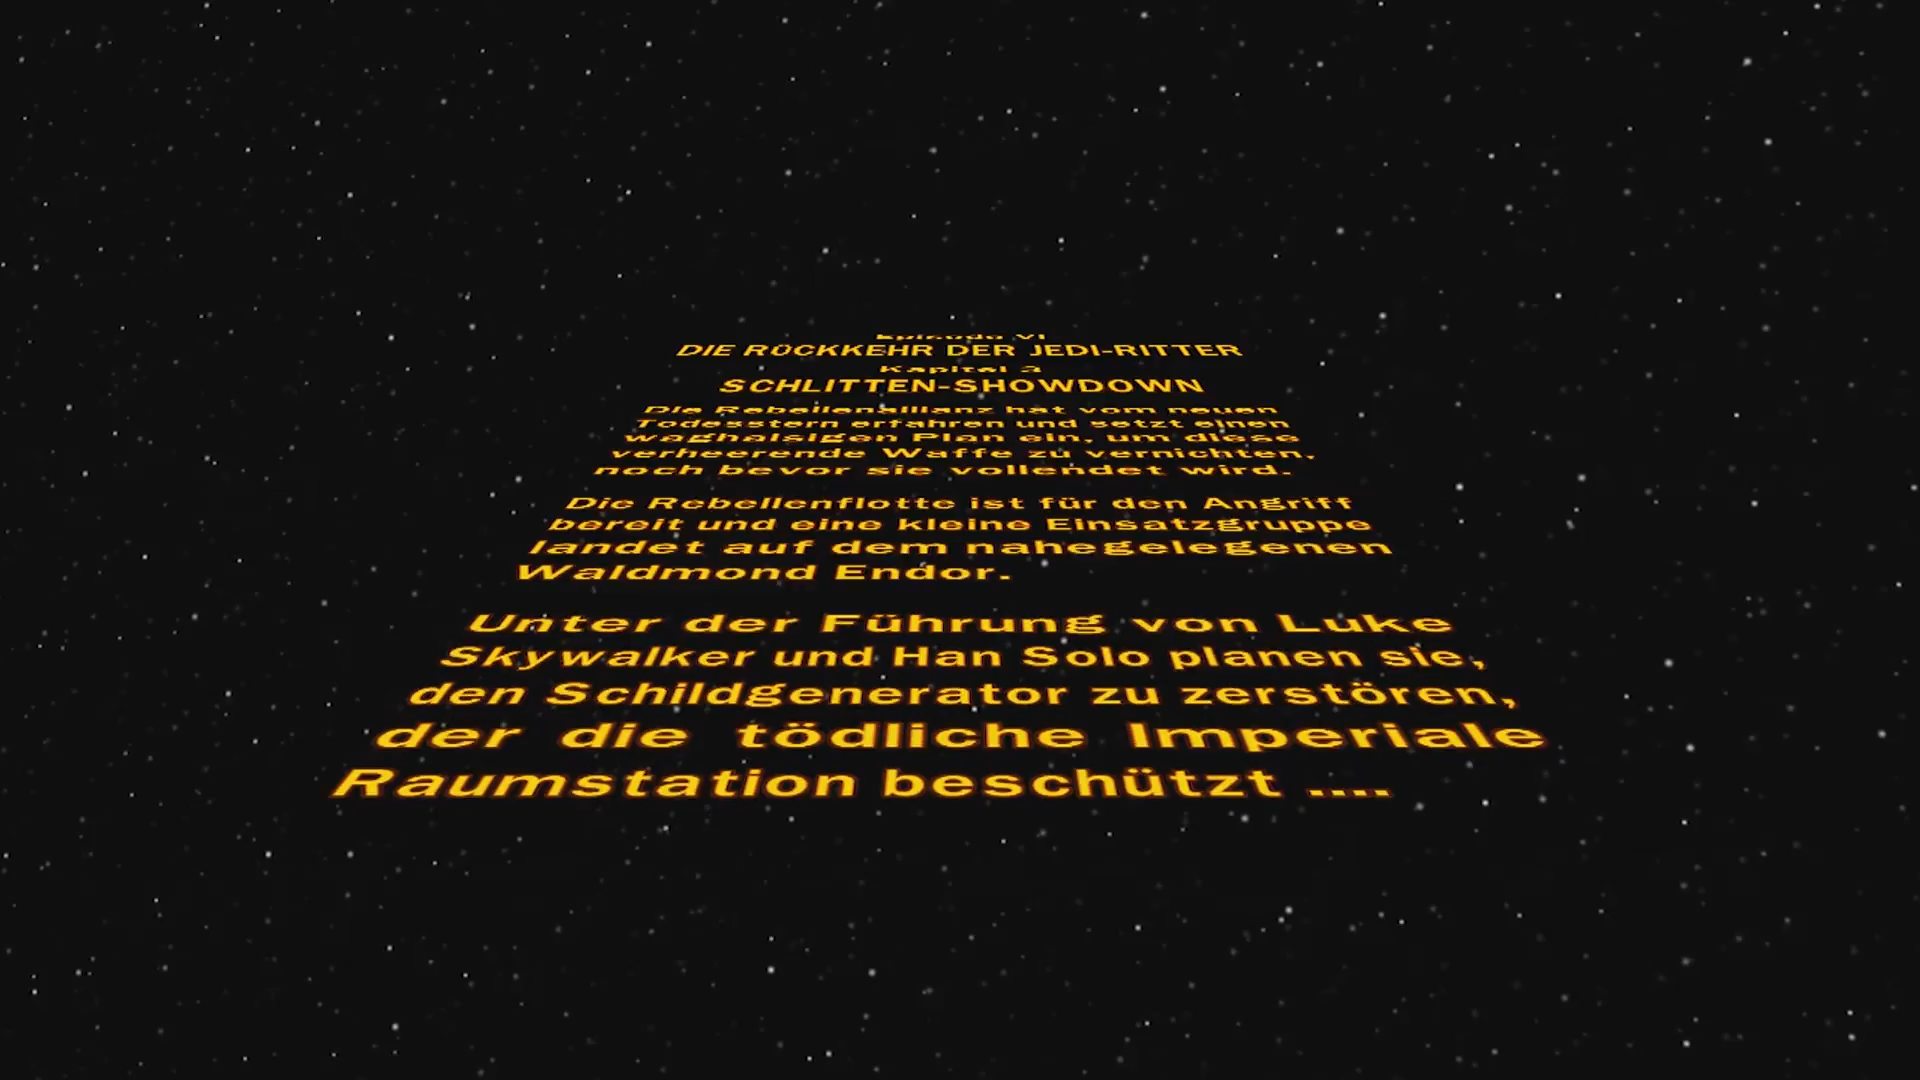 Episode VI
DIE RÜCKKEHR DER JEDI-RITTER
Kapitel 3
SCHLITTEN-SHOWDOWN
Die Rebellenallianz hat vom neuen
Todesstern erfahren und setzt einen
waghalsigen Plan ein, um diese
verheerende Waffe zu vernichten,
noch bevor sie vollendet wird.
Die Rebellenflotte ist für den Angriff
bereit und eine kleine Einsatzgruppe
landet auf dem nahegelegenen
Waldmond Endor.
Unter der Führung von Luke
Skywalker und Han Solo planen sie,
den Schildgenerator zu zerstören,
der die tödliche Imperiale
Raumstation beschützt ....